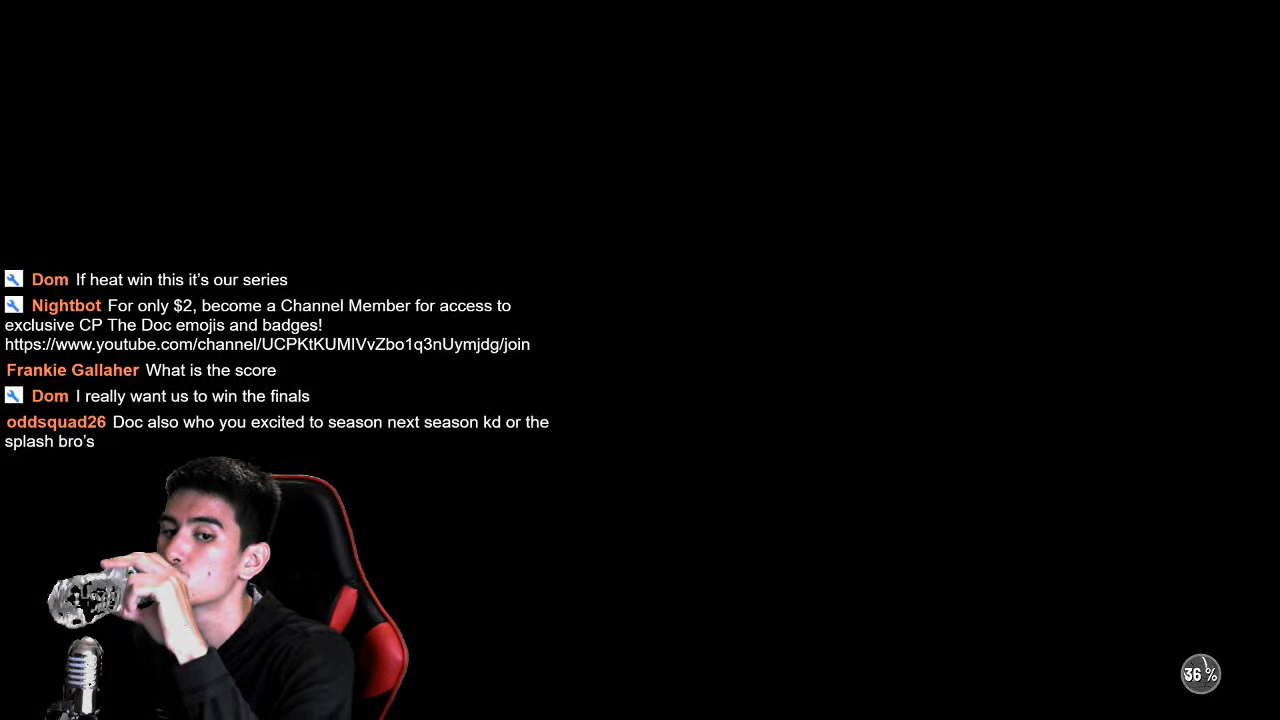 Dom If heat win this it’s our series
Nightbot For only $2, become a Channel Member for access to
exclusive CP The Doc emojis and badges!
https://www.youtube.com/channel/UCPKtKUMIVvZbo1q3nUymjdg/join
Frankie Gallaher What is the score
Dom I really want us to win the finals
oddsquad26 Doc also who you excited to season next season kd or the
splash bro’s
36 %